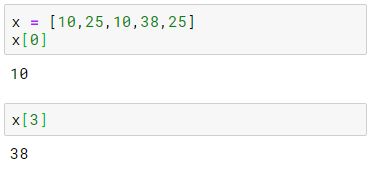 x = [10,25,10,38,25]
x[0]
10
x[3]
38